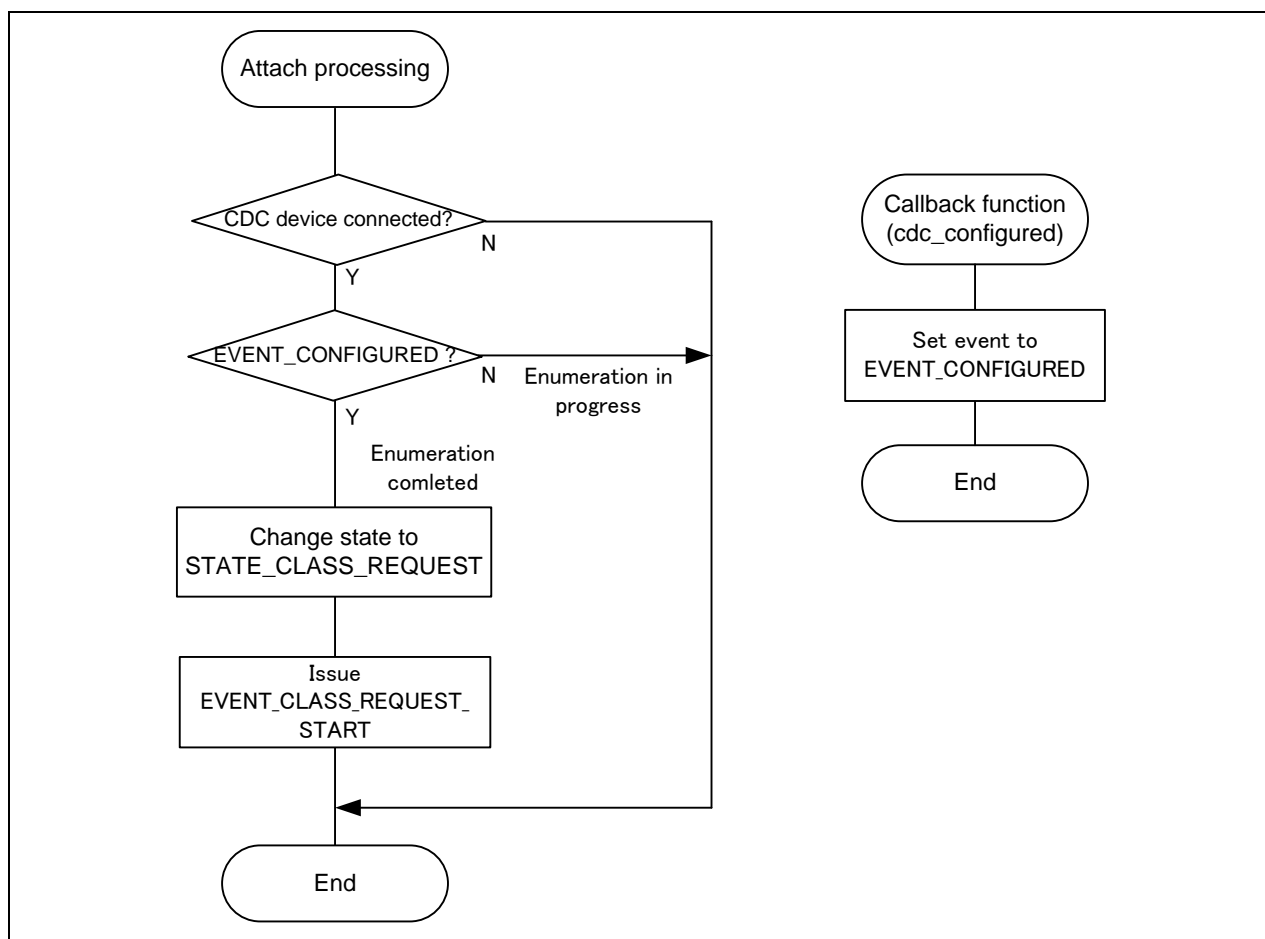 Attach processing
CDC device connected?
N
Y
EVENT_CONFIGURED ?
N
Enumeration in
progress
Y
Enumeration
comleted
Change state to
STATE_CLASS_REQUEST
Issue
EVENT_CLASS_REQUEST_
START
End
Callback function
(cdc_configured)
Set event to
EVENT_CONFIGURED
End